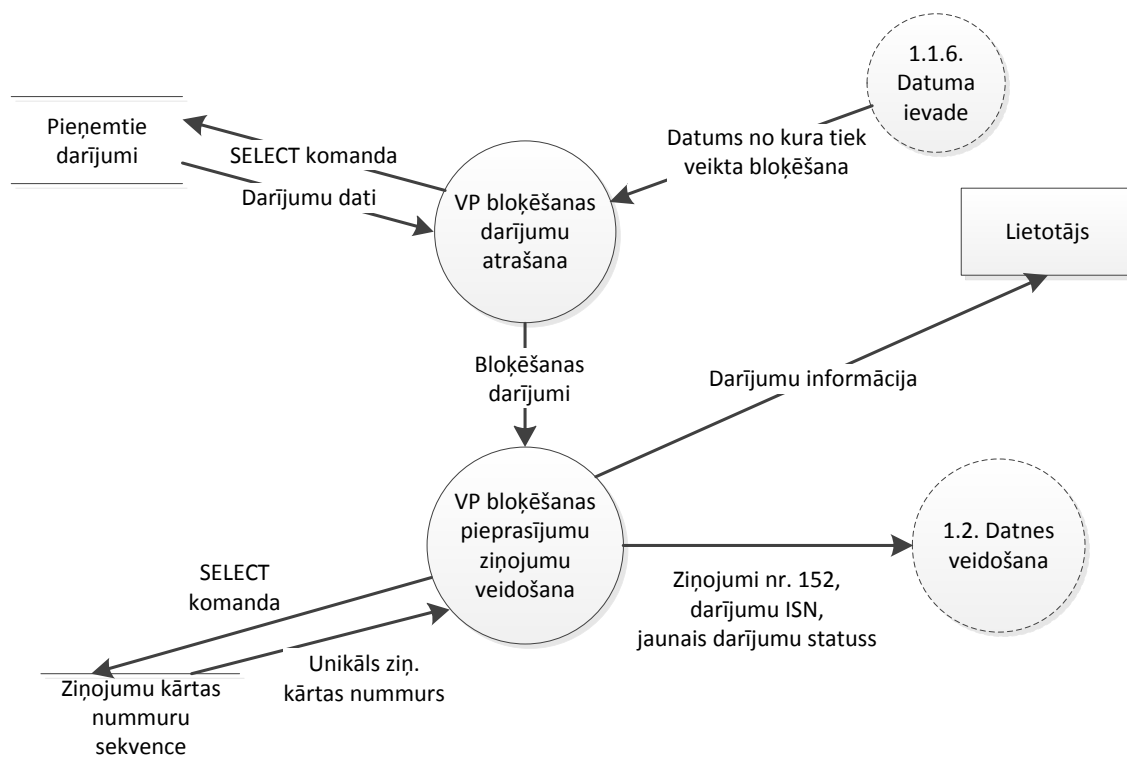 1.1.6.
Datuma
ievade
Pieņemtie
darījumi
SELECT komanda
Darījumu dati
Datums no kura tiek
veikta bloķēšana
VP bloķēšanas
darījumu
atrašana
Lietotājs
Bloķēšanas
darījumi
Darījumu informācija
VP bloķēšanas
pieprasījumu
ziņojumu
veidošana
1.2. Datnes
veidošana
SELECT
komanda
Ziņojumi nr. 152,
darījumu ISN,
jaunais darījumu statuss
Unikāls ziņ.
kārtas nummurs
Ziņojumu kārtas
nummuru
sekvence